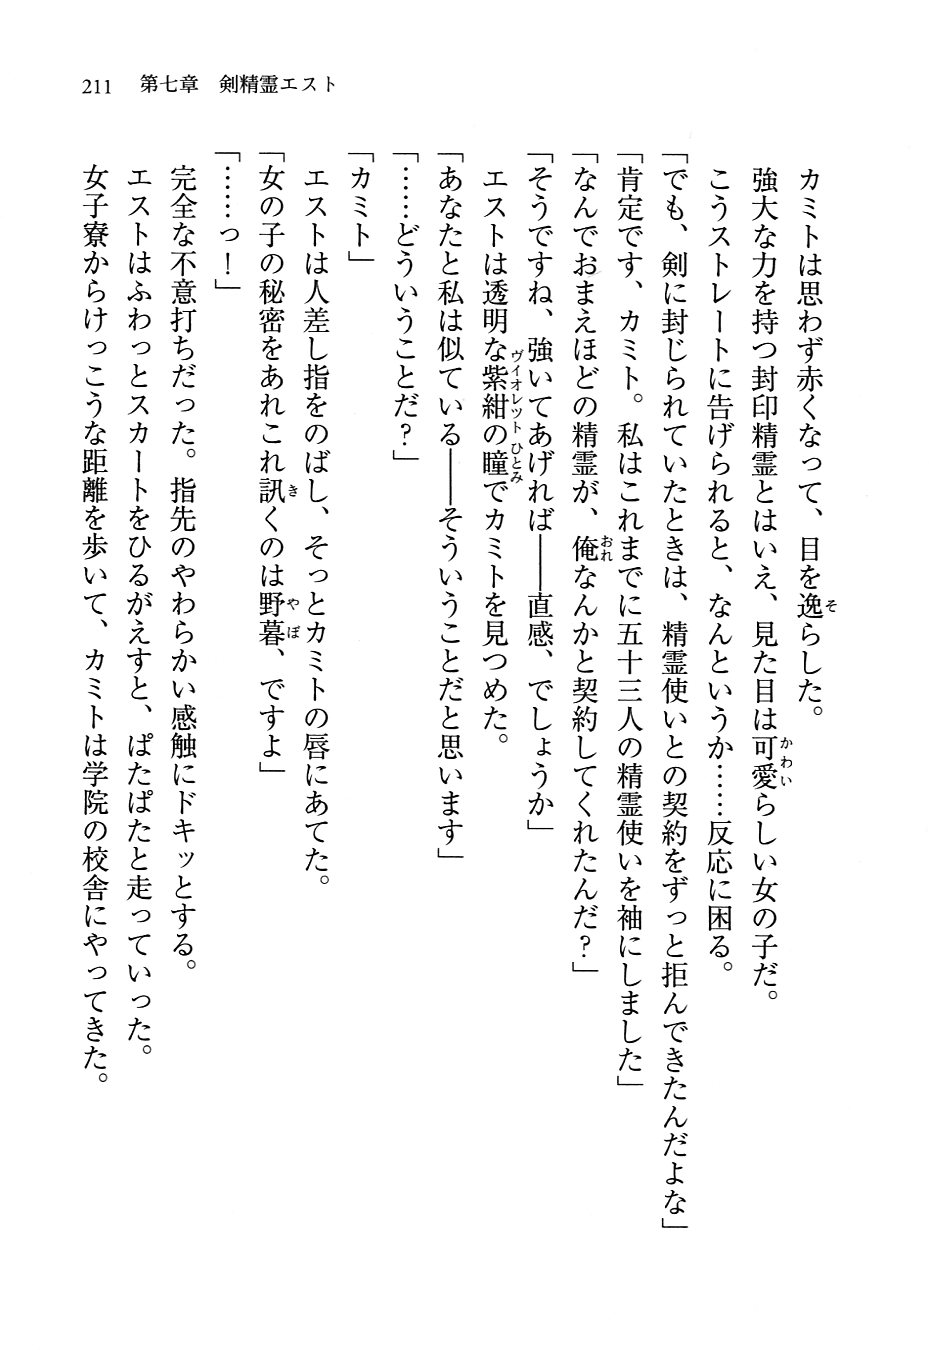 211　第七章　剣精霊エスト
カミトは思わず赤くなって、目を逸らした。
強大な力を持つ封印精霊とはいえ、見た目は可愛らしい女の子だ。
こうストレートに告げられると、なんというか……反応に困る。
「でも、剣に封じられていたときは、精霊使いとの契約をずっと拒んできたんだよな」
「肯定です、カミト。私はこれまでに五十三人の精霊使いを袖にしました」
「なんでおまえほどの精霊が、俺なんかと契約してくれたんだ？」
「そうですね、強いてあげれば――直感、でしょうか」
エストは透明な紫紺の瞳でカミトを見つめた。
「あなたと私は似ている――そういうことだと思います」
「……どういうことだ？」
「カミト」
エストは人差し指をのばし、そっとカミトの唇にあてた。
「女の子の秘密をあれこれ訊くのは野暮、ですよ」
「……っ！」
完全な不意打ちだった。指先のやわらかい感触にドキッとする。
エストはふわっとスカートをひるがえすと、ぱたぱたと走っていった。
女子寮からけっこうな距離を歩いて、カミトは学院の校舎にやってきた。